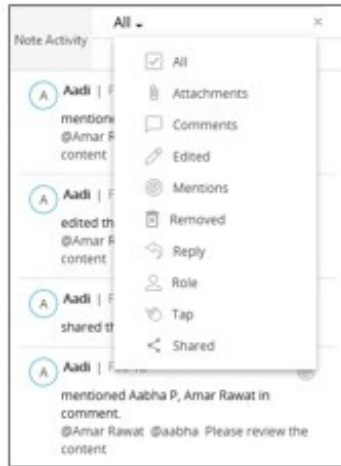 All
Note Activity
All
Attachments
Comments
Edited
Mentions
Removed
Reply
Role
Tap
Shared
A Aadi | F
mentione
@Amar R
content
A Aadi | F
edited th
@Amar F
content
A Aadi | F
shared th
A Aadi |
mentioned Aabha P, Amar Rawat in
comment.
@Amar Rawat @aabha Please review the
content